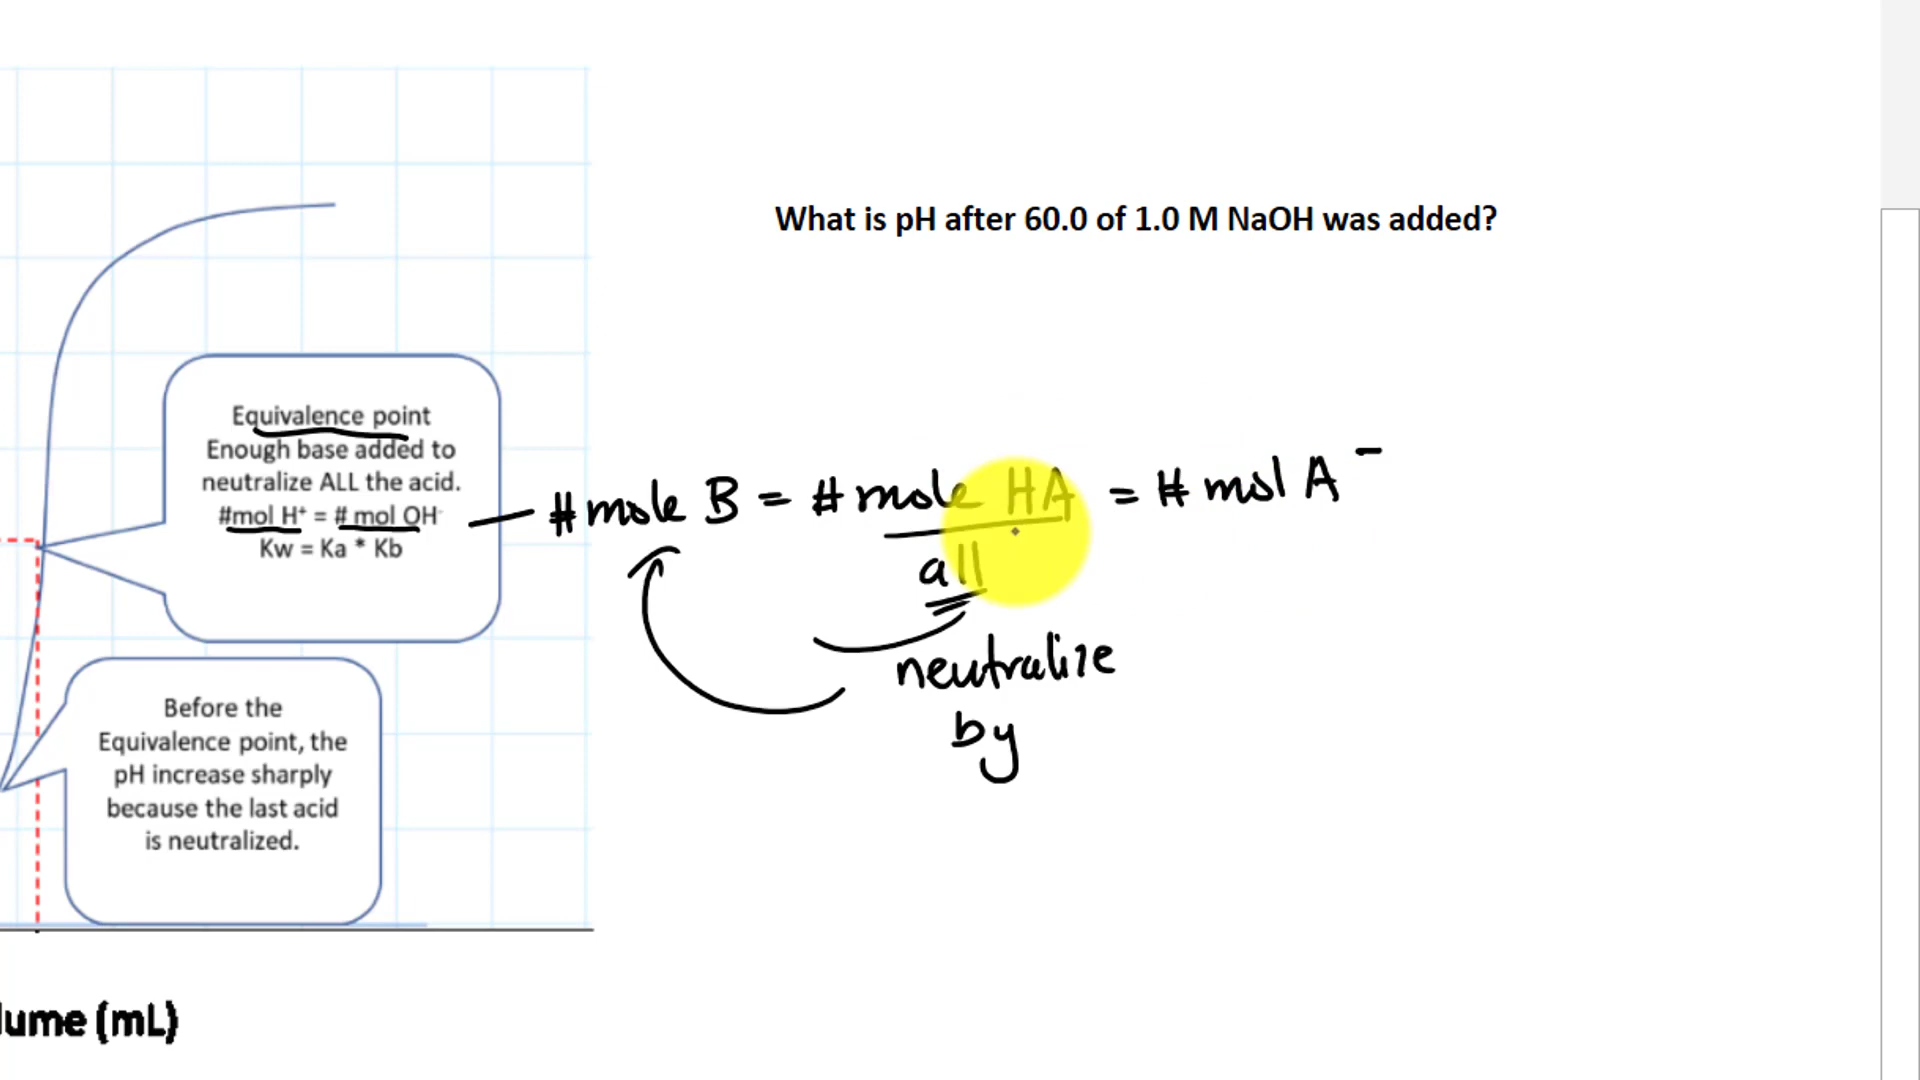 What is pH after 60.0 of 1.0 M NaOH was added?
Equivalence point
Enough base added to
neutralize ALL the acid.
#mol H⁺ = # mol OH⁻
Kw = Ka * Kb
#mole B = #mole HA = #mol A⁻
all
neutralize
by
Before the
Equivalence point, the
pH increase sharply
because the last acid
is neutralized.
lume (mL)